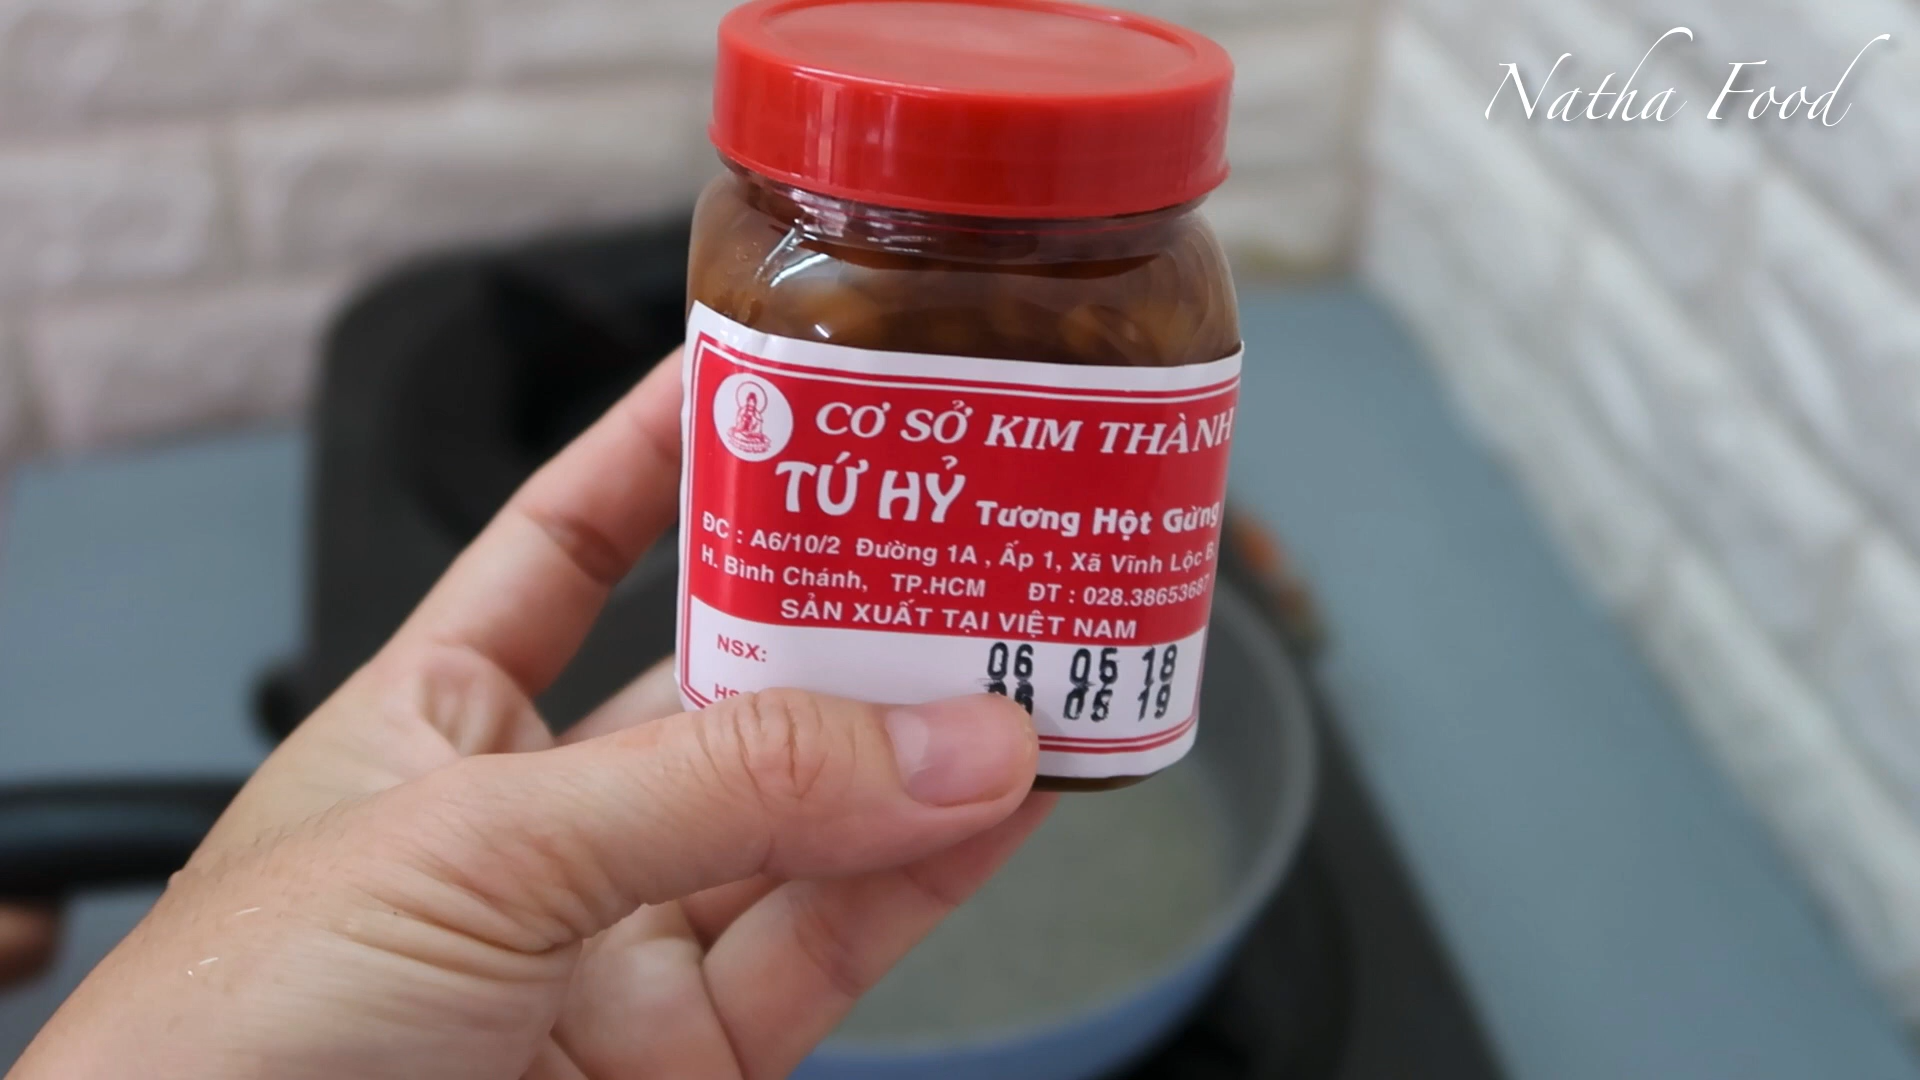 Natha Food
CƠ SỞ KIM THÀNH
TỨ HỶ Tương Hột Gừng
ĐC : A6/10/2 Đường 1A , Ấp 1, Xã Vĩnh Lộc B,
H. Bình Chánh, TP.HCM ĐT : 028.38653687
SẢN XUẤT TẠI VIỆT NAM
NSX: 06 05 18
05 19